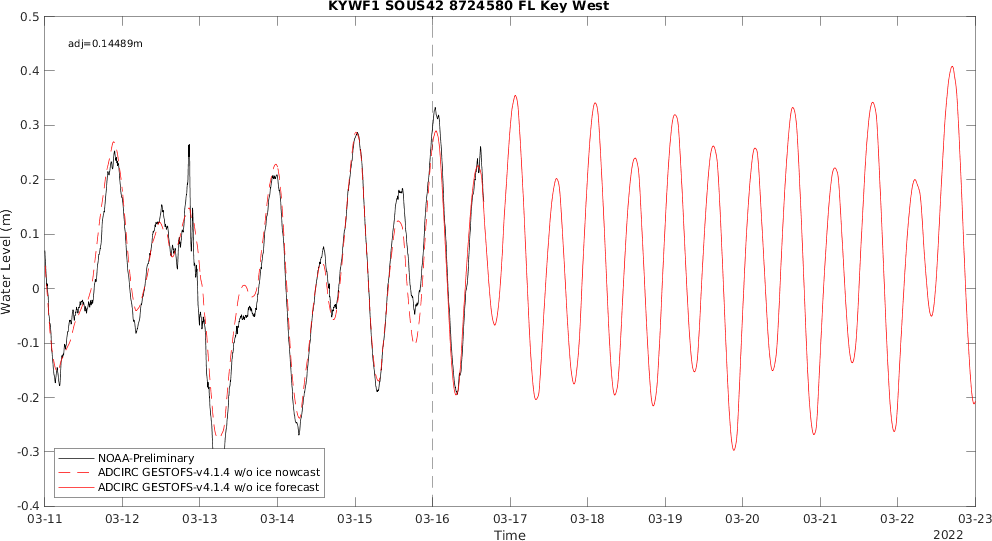 KYWF1 SOUS42 8724580 FL Key West
adj=0.14489m
0.5
0.4
0.3
0.2
0.1
0
-0.1
-0.2
-0.3
-0.4
Water Level (m)
NOAA-Preliminary
ADCIRC GESTOFS-v4.1.4 w/o ice nowcast
ADCIRC GESTOFS-v4.1.4 w/o ice forecast
03-11 03-12 03-13 03-14 03-15 03-16 03-17 03-18 03-19 03-20 03-21 03-22 03-23
Time
2022